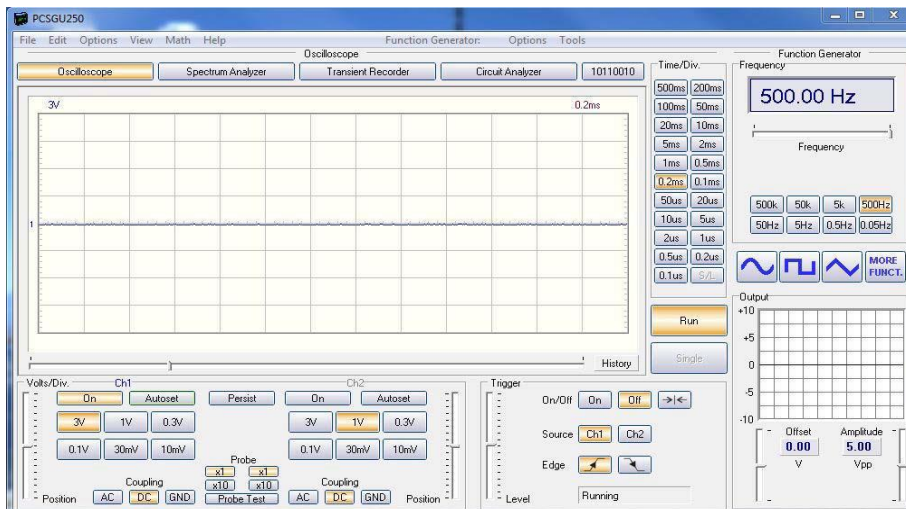 PCSGU250
File Edit Options View Math Help Function Generator: Options Tools
Oscilloscope
Oscilloscope Spectrum Analyzer Transient Recorder Circuit Analyzer 10110010
3V 0.2ms
1
History
Time/Div.
500ms 200ms
100ms 50ms
20ms 10ms
5ms 2ms
1ms 0.5ms
0.2ms 0.1ms
50us 20us
10us 5us
2us 1us
0.5us 0.2us
0.1us S/L
Run
Single
Function Generator
Frequency
500.00 Hz
Frequency
500k 50k 5k 500Hz
50Hz 5Hz 0.5Hz 0.05Hz
MORE
FUNCT.
Output
+10
+5
0
-5
-10
Offset Amplitude
0.00 5.00
V Vpp
Volts/Div. Ch1 Ch2
On Autoset Persist On Autoset
3V 1V 0.3V 3V 1V 0.3V
0.1V 30mV 10mV 0.1V 30mV 10mV
Probe
x1 x1
x10 x10
Probe Test
Coupling Coupling
Position AC DC GND AC DC GND Position
Trigger
On/Off On Off
Source Ch1 Ch2
Edge
Level Running